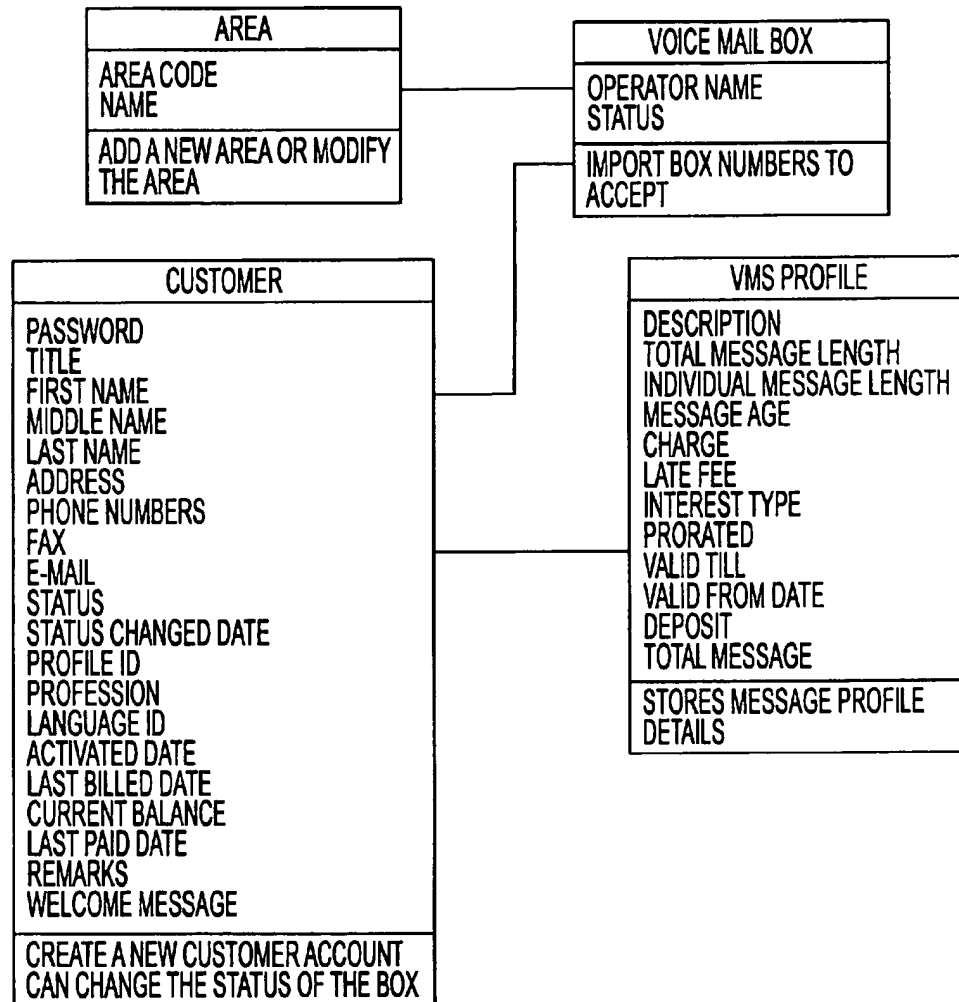 AREA
AREA CODE
NAME
ADD A NEW AREA OR MODIFY
THE AREA
VOICE MAIL BOX
OPERATOR NAME
STATUS
IMPORT BOX NUMBERS TO
ACCEPT
CUSTOMER
PASSWORD
TITLE
FIRST NAME
MIDDLE NAME
LAST NAME
ADDRESS
PHONE NUMBERS
FAX
E-MAIL
STATUS
STATUS CHANGED DATE
PROFILE ID
PROFESSION
LANGUAGE ID
ACTIVATED DATE
LAST BILLED DATE
CURRENT BALANCE
LAST PAID DATE
REMARKS
WELCOME MESSAGE
CREATE A NEW CUSTOMER ACCOUNT
CAN CHANGE THE STATUS OF THE BOX
VMS PROFILE
DESCRIPTION
TOTAL MESSAGE LENGTH
INDIVIDUAL MESSAGE LENGTH
MESSAGE AGE
CHARGE
LATE FEE
INTEREST TYPE
PRORATED
VALID TILL
VALID FROM DATE
DEPOSIT
TOTAL MESSAGE
STORES MESSAGE PROFILE
DETAILS